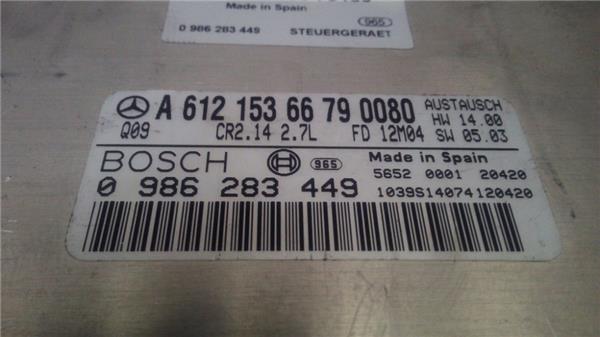 Made in Spain
965
0 986 283 449 STEUERGERAET
A 612 153 66 79 0080 AUSTAUSCH
HW 14.00
Q09 CR2.14 2.7L FD 12M04 SW 05.03
BOSCH 965 Made in Spain
5652 0001 20420
0 986 283 449 1039S14074120420